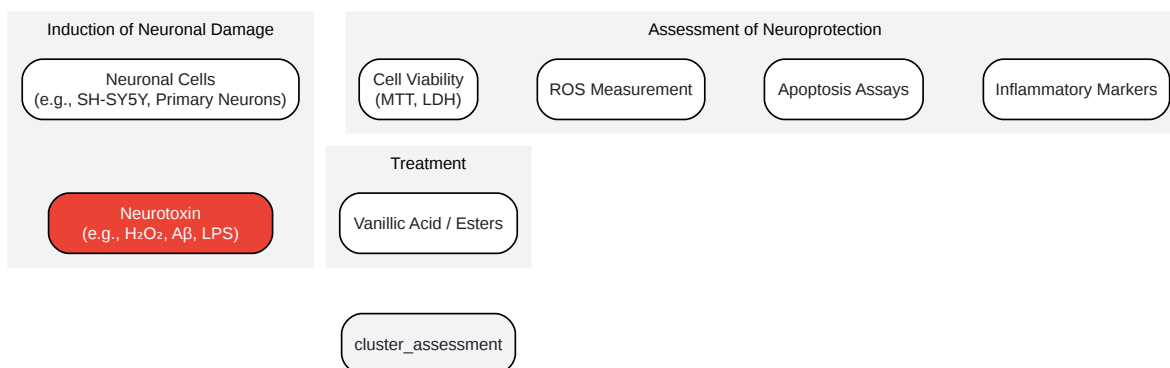 Induction of Neuronal Damage
Neuronal Cells
(e.g., SH-SY5Y, Primary Neurons)
Neurotoxin
(e.g., H₂O₂, Aβ, LPS)
Assessment of Neuroprotection
Cell Viability
(MTT, LDH)
ROS Measurement
Apoptosis Assays
Inflammatory Markers
Treatment
Vanillic Acid / Esters
cluster_assessment